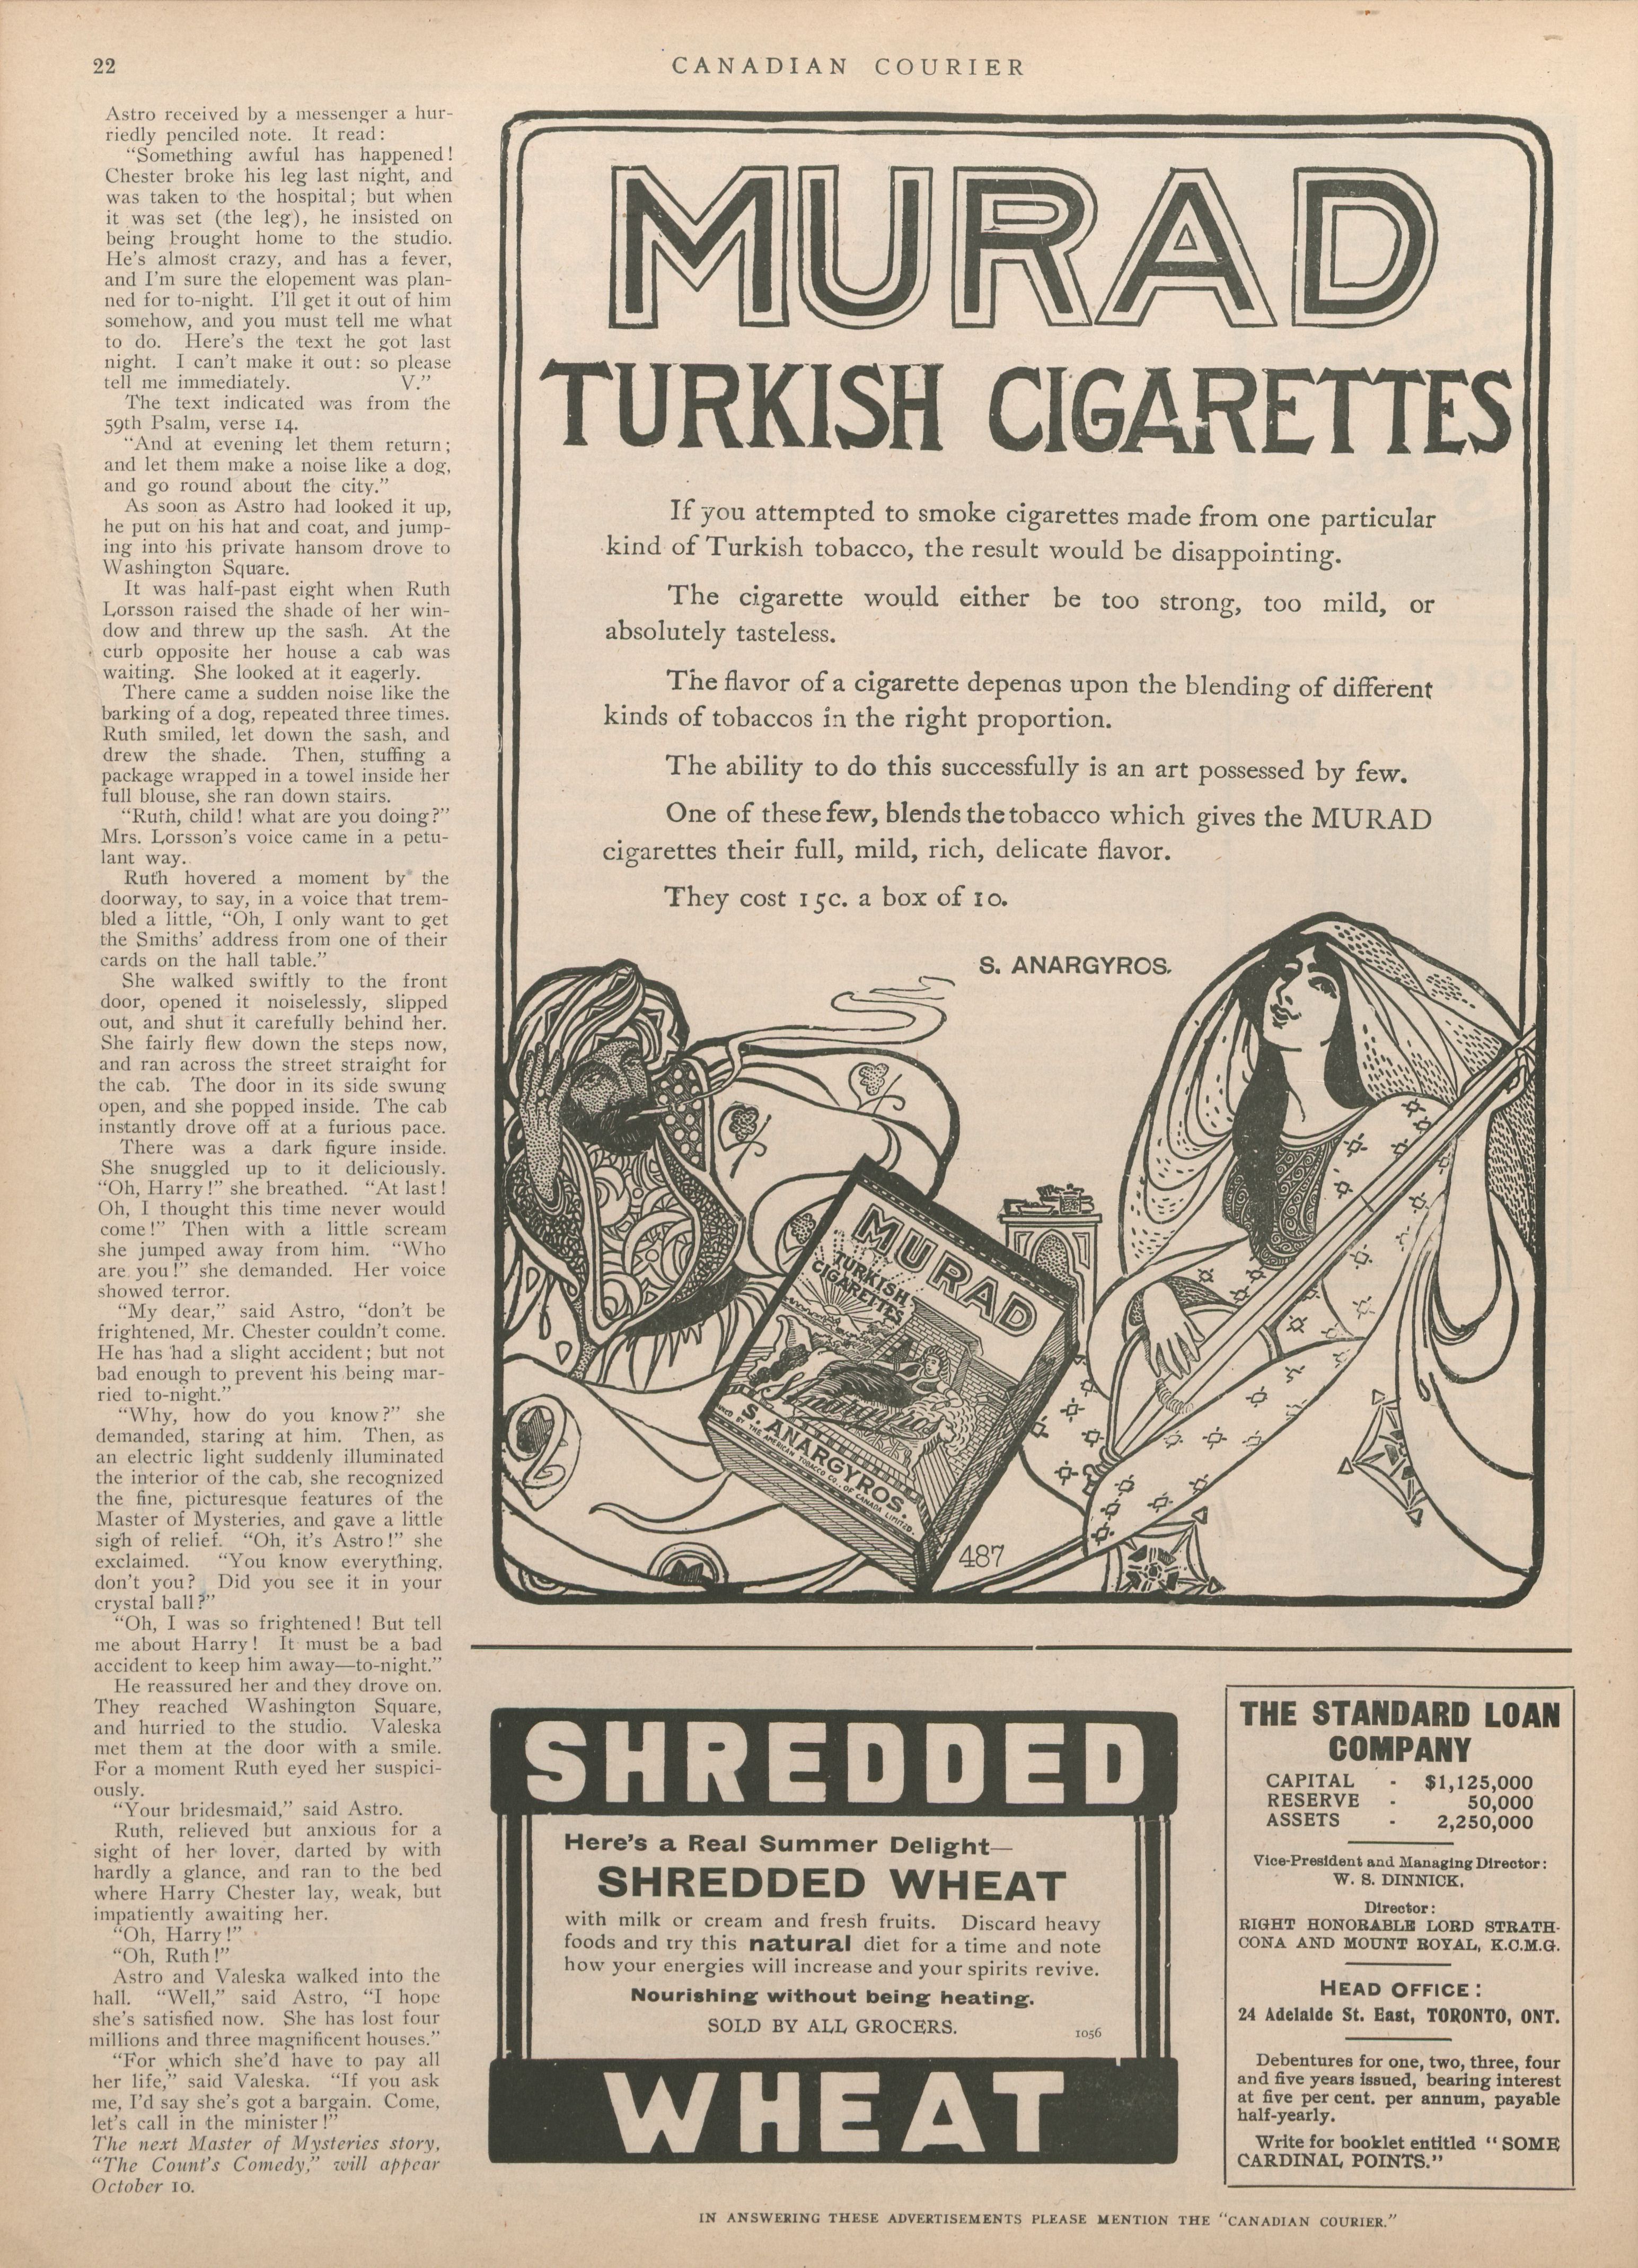 22
CANADIAN COURIER
Astro received by a messenger a hur-
riedly penciled note. It read:
"Something awful has happened!
Chester broke his leg last night, and
was taken to the hospital; but when
it was set (the leg), he insisted on
being brought home to the studio.
He's almost crazy, and has a fever,
and I'm sure the elopement was plan-
ned for to-night. I'll get it out of him
somehow, and you must tell me what
to do. Here's the text he got last
night. I can't make it out: so please
tell me immediately. V."
The text indicated was from the
59th Psalm, verse 14.
"And at evening let them return;
and let them make a noise like a dog,
and go round about the city."
As soon as Astro had looked it up,
he put on his hat and coat, and jump-
ing into his private hansom drove to
Washington Square.
It was half-past eight when Ruth
Lorsson raised the shade of her win-
dow and threw up the sash. At the
curb opposite her house a cab was
waiting. She looked at it eagerly.
There came a sudden noise like the
barking of a dog, repeated three times.
Ruth smiled, let down the sash, and
drew the shade. Then, stuffing a
package wrapped in a towel inside her
full blouse, she ran down stairs.
"Ruth, child! what are you doing?"
Mrs. Lorsson's voice came in a petu-
lant way.
Ruth hovered a moment by the
doorway, to say, in a voice that trem-
bled a little, "Oh, I only want to get
the Smiths' address from one of their
cards on the hall table."
She walked swiftly to the front
door, opened it noiselessly, slipped
out, and shut it carefully behind her.
She fairly flew down the steps now,
and ran across the street straight for
the cab. The door in its side swung
open, and she popped inside. The cab
instantly drove off at a furious pace.
There was a dark figure inside.
She snuggled up to it deliciously.
"Oh, Harry!" she breathed. "At last!
Oh, I thought this time never would
come!" Then with a little scream
she jumped away from him. "Who
are you!" she demanded. Her voice
showed terror.
"My dear," said Astro, "don't be
frightened, Mr. Chester couldn't come.
He has had a slight accident; but not
bad enough to prevent his being mar-
ried to-night."
"Why, how do you know?" she
demanded, staring at him. Then, as
an electric light suddenly illuminated
the interior of the cab, she recognized
the fine, picturesque features of the
Master of Mysteries, and gave a little
sigh of relief. "Oh, it's Astro!" she
exclaimed. "You know everything,
don't you? Did you see it in your
crystal ball?"
"Oh, I was so frightened! But tell
me about Harry! It must be a bad
accident to keep him away—to-night."
He reassured her and they drove on.
They reached Washington Square,
and hurried to the studio. Valeska
met them at the door with a smile.
For a moment Ruth eyed her suspici-
ously.
"Your bridesmaid," said Astro.
Ruth, relieved but anxious for a
sight of her lover, darted by with
hardly a glance, and ran to the bed
where Harry Chester lay, weak, but
impatiently awaiting her.
"Oh, Harry!"
"Oh, Ruth!"
Astro and Valeska walked into the
hall. "Well," said Astro, "I hope
she's satisfied now. She has lost four
millions and three magnificent houses."
"For which she'd have to pay all
her life," said Valeska. "If you ask
me, I'd say she's got a bargain. Come,
let's call in the minister!"
The next Master of Mysteries story,
"The Count's Comedy," will appear
October 10.
MURAD
TURKISH CIGARETTES
If you attempted to smoke cigarettes made from one particular
kind of Turkish tobacco, the result would be disappointing.
The cigarette would either be too strong, too mild, or
absolutely tasteless.
The flavor of a cigarette depends upon the blending of different
kinds of tobaccos in the right proportion.
The ability to do this successfully is an art possessed by few.
One of these few, blends the tobacco which gives the MURAD
cigarettes their full, mild, rich, delicate flavor.
They cost 15c. a box of 10.
S. ANARGYROS.
MURAD
TURKISH
CIGARETTES
S. Anargyros
S. ANARGYROS.
BY THE AMERICAN TOBACCO CO. OF CANADA LIMITED.
487
SHREDDED
Here's a Real Summer Delight—
SHREDDED WHEAT
with milk or cream and fresh fruits. Discard heavy
foods and try this natural diet for a time and note
how your energies will increase and your spirits revive.
Nourishing without being heating.
SOLD BY ALL GROCERS.
1056
WHEAT
THE STANDARD LOAN
COMPANY
CAPITAL - $1,125,000
RESERVE - 50,000
ASSETS - 2,250,000
Vice-President and Managing Director:
W. S. DINNICK,
Director:
RIGHT HONORABLE LORD STRATH-
CONA AND MOUNT ROYAL, K.C.M.G.
HEAD OFFICE:
24 Adelaide St. East, TORONTO, ONT.
Debentures for one, two, three, four
and five years issued, bearing interest
at five per cent. per annum, payable
half-yearly.
Write for booklet entitled "SOME
CARDINAL POINTS."
IN ANSWERING THESE ADVERTISEMENTS PLEASE MENTION THE "CANADIAN COURIER."